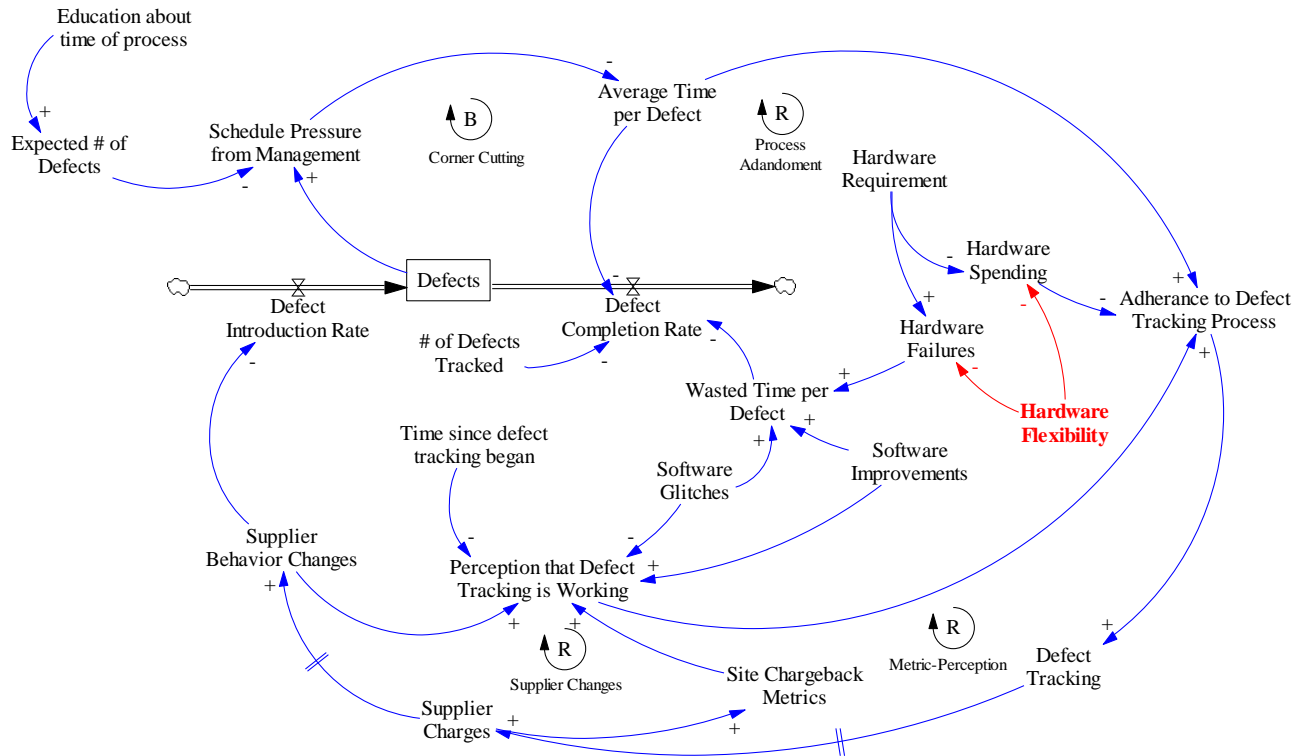 Education about
time of process
-
Average Time
per Defect
+
Expected # of
Defects
-
Schedule Pressure
from Management
+
B
Corner Cutting
R
Process
Adandoment
Hardware
Requirement
-
Hardware
Spending
-
-
+
Adherance to Defect
Tracking Process
+
Defects
Defect
Introduction Rate
-
-
Defect
Completion Rate
-
# of Defects
Tracked
-
+
Hardware
Failures
-
+
Wasted Time per
Defect
+
+
Hardware
Flexibility
Time since defect
tracking began
-
Software
Glitches
-
Software
Improvements
Supplier
Behavior Changes
+
Perception that Defect
Tracking is Working
+
+
+
R
Supplier Changes
R
Metric-Perception
+
Defect
Tracking
Site Chargeback
Metrics
+
Supplier
Charges
+